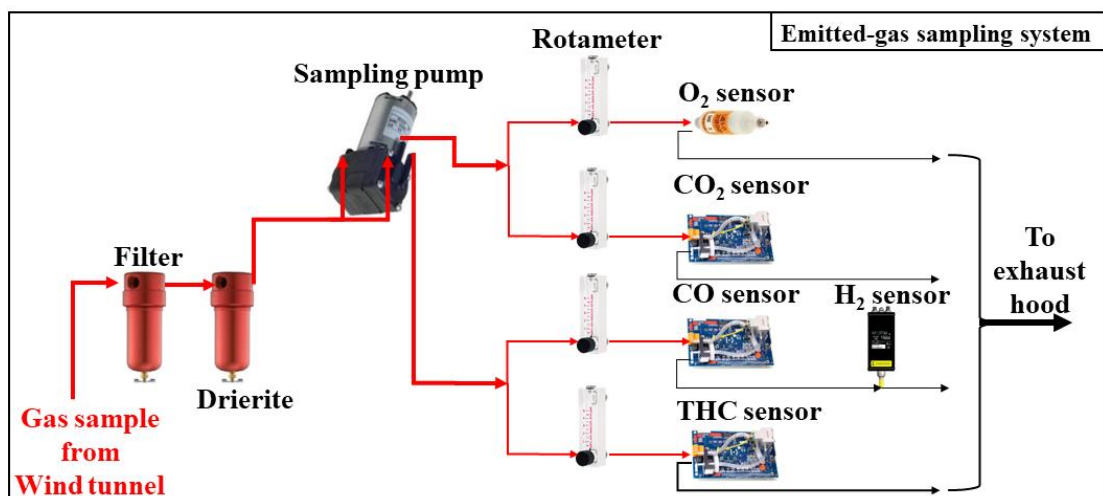 Emitted-gas sampling system
Rotameter
Sampling pump
O₂ sensor
CO₂ sensor
Filter
To
exhaust
hood
CO sensor
H₂ sensor
Drierite
THC sensor
Gas sample
from
Wind tunnel